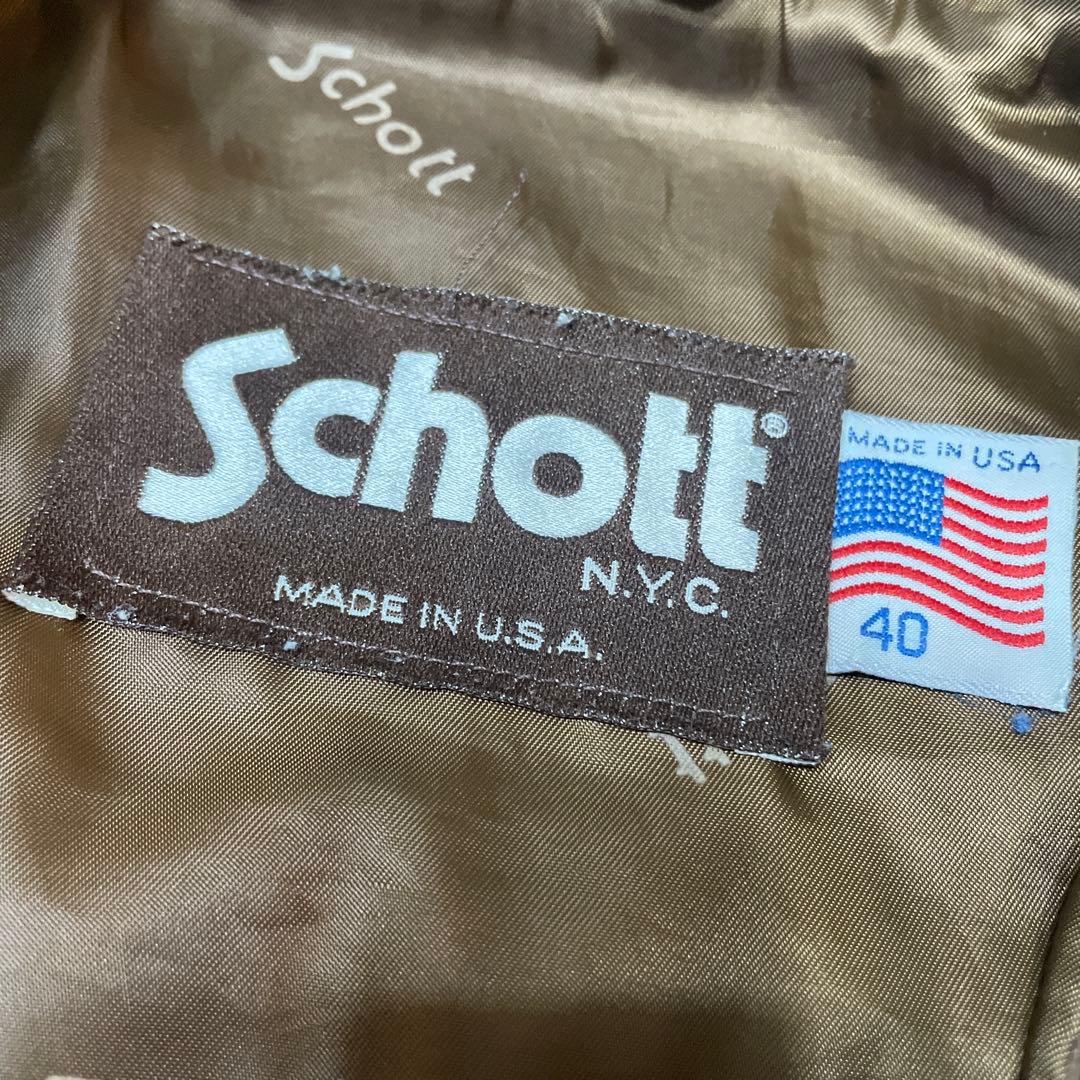 Schott
Schott®
N.Y.C.
MADE IN U.S.A.
MADE IN USA
40